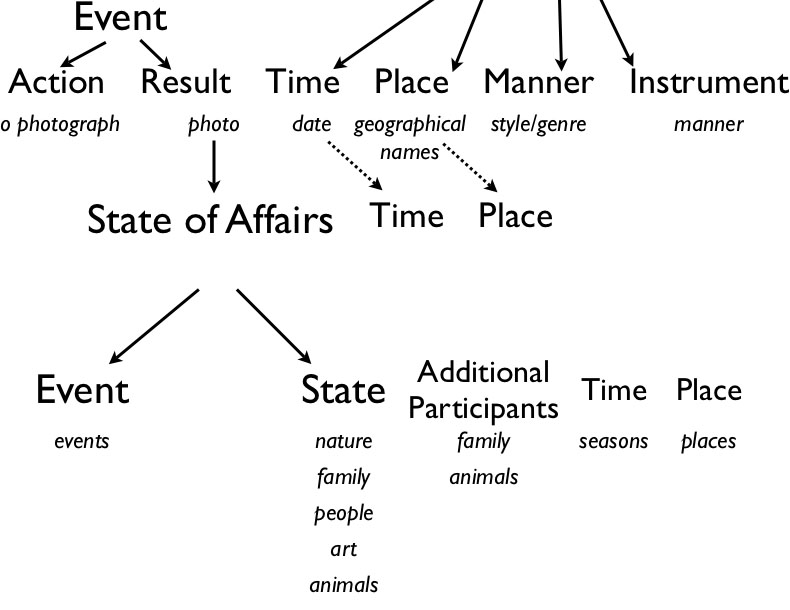 Event
Action Result Time Place Manner Instrument
o photograph photo date geographical style/genre manner
names
State of Affairs Time Place
Additional
Event State Time Place
Participants
events nature family seasons places
family animals
people
art
animals